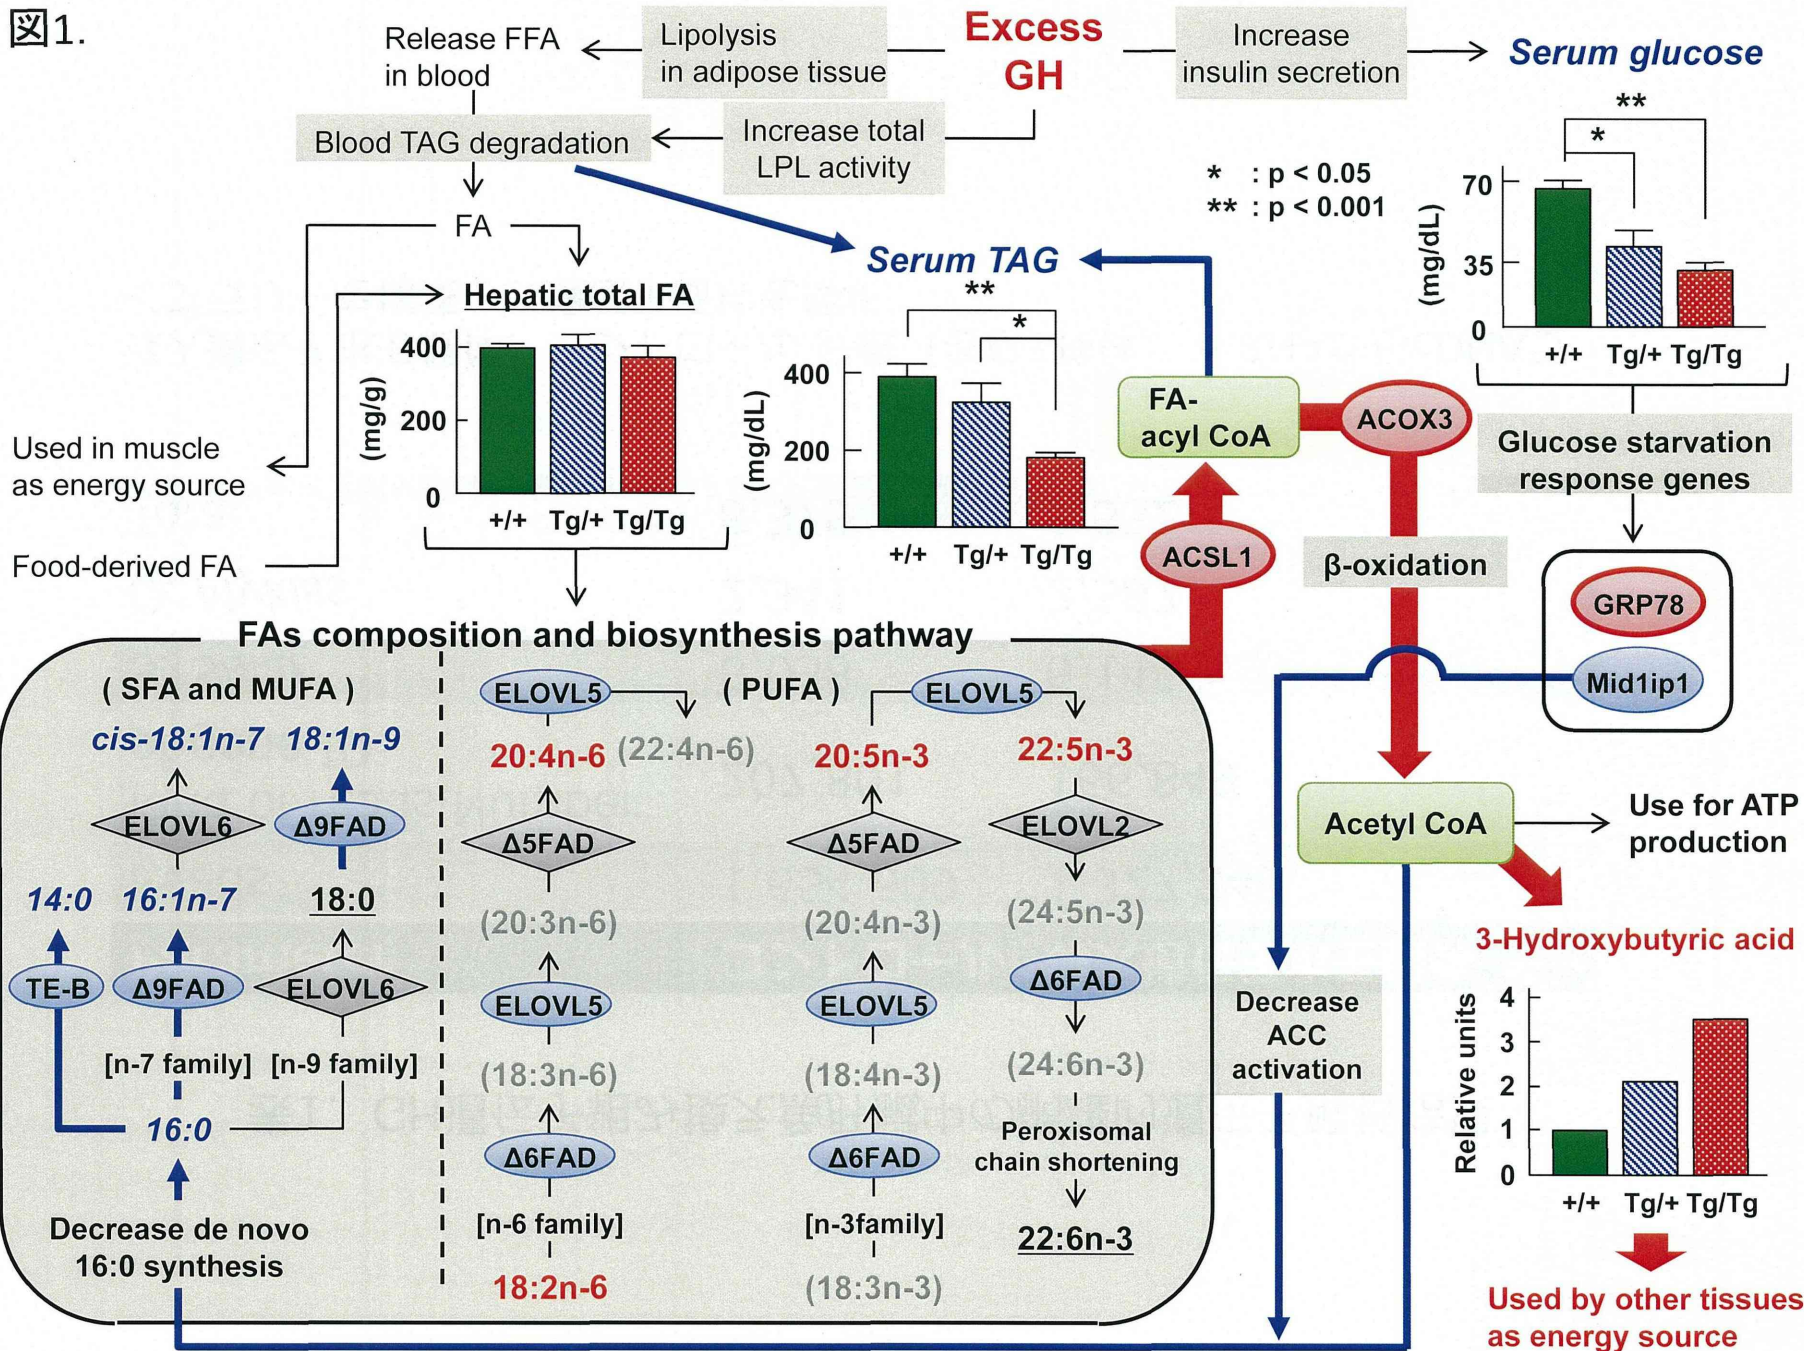 図1.
Release FFA
in blood
Lipolysis
in adipose tissue
Excess
GH
Increase
insulin secretion
Serum glucose
Blood TAG degradation
Increase total
LPL activity
* : p < 0.05
** : p < 0.001
**
*
70
35
0
(mg/dL)
+/+ Tg/+ Tg/Tg
FA
Serum TAG
**
*
400
200
0
(mg/dL)
+/+ Tg/+ Tg/Tg
Hepatic total FA
400
200
0
(mg/g)
+/+ Tg/+ Tg/Tg
Used in muscle
as energy source
Food-derived FA
FA-
acyl CoA
ACOX3
ACSL1
β-oxidation
Glucose starvation
response genes
GRP78
Mid1ip1
FAs composition and biosynthesis pathway
( SFA and MUFA )
cis-18:1n-7 18:1n-9
ELOVL6
Δ9FAD
14:0 16:1n-7 18:0
TE-B
Δ9FAD
ELOVL6
[n-7 family] [n-9 family]
16:0
Decrease de novo
16:0 synthesis
( PUFA )
ELOVL5
20:4n-6 (22:4n-6)
Δ5FAD
(20:3n-6)
ELOVL5
(18:3n-6)
Δ6FAD
[n-6 family]
18:2n-6
ELOVL5
20:5n-3
22:5n-3
Δ5FAD
(20:4n-3)
ELOVL5
(18:4n-3)
Δ6FAD
[n-3family]
(18:3n-3)
ELOVL2
(24:5n-3)
Δ6FAD
(24:6n-3)
Peroxisomal
chain shortening
22:6n-3
Acetyl CoA
Use for ATP
production
Decrease
ACC
activation
3-Hydroxybutyric acid
4
3
2
1
0
Relative units
+/+ Tg/+ Tg/Tg
Used by other tissues
as energy source